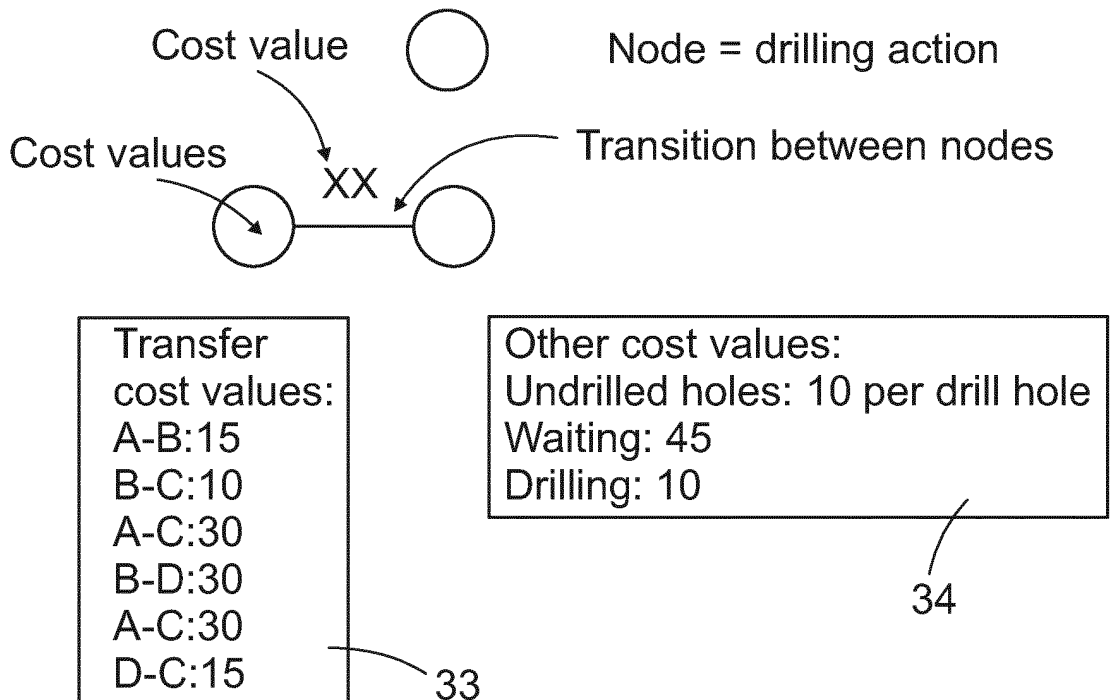 Cost value
Node = drilling action
Cost values
Transition between nodes
XX
Transfer
cost values:
A-B:15
B-C:10
A-C:30
B-D:30
A-C:30
D-C:15
33
Other cost values:
Undrilled holes: 10 per drill hole
Waiting: 45
Drilling: 10
34